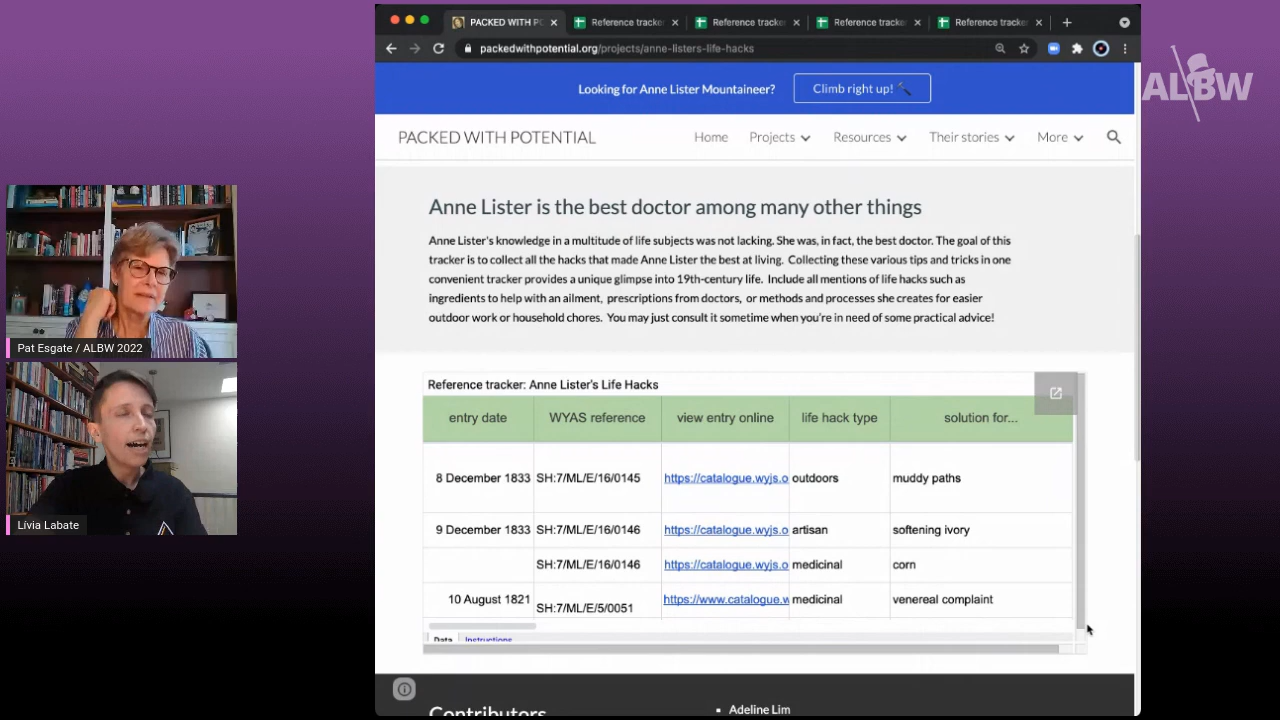 PACKED WITH PO
Reference tracke
Reference tracke
Reference tracke
Reference tracke
packedwithpotential.org/projects/anne-listers-life-hacks
ALBW
Looking for Anne Lister Mountaineer?
Climb right up!
PACKED WITH POTENTIAL
Home
Projects
Resources
Their stories
More
Anne Lister is the best doctor among many other things
Anne Lister's knowledge in a multitude of life subjects was not lacking. She was, in fact, the best doctor. The goal of this
tracker is to collect all the hacks that made Anne Lister the best at living. Collecting these various tips and tricks in one
convenient tracker provides a unique glimpse into 19th-century life. Include all mentions of life hacks such as
ingredients to help with an ailment, prescriptions from doctors, or methods and processes she creates for easier
outdoor work or household chores. You may just consult it sometime when you're in need of some practical advice!
Pat Esgate / ALBW 2022
Lívia Labate
Reference tracker: Anne Lister's Life Hacks
entry date WYAS reference view entry online life hack type solution for...
8 December 1833 SH:7/ML/E/16/0145 https://catalogue.wyjs.o outdoors muddy paths
9 December 1833 SH:7/ML/E/16/0146 https://catalogue.wyjs.o artisan softening ivory
SH:7/ML/E/16/0146 https://catalogue.wyjs.o medicinal corn
10 August 1821 SH:7/ML/E/5/0051 https://www.catalogue.w medicinal venereal complaint
Data Instructions
Contributors
Adeline Lim